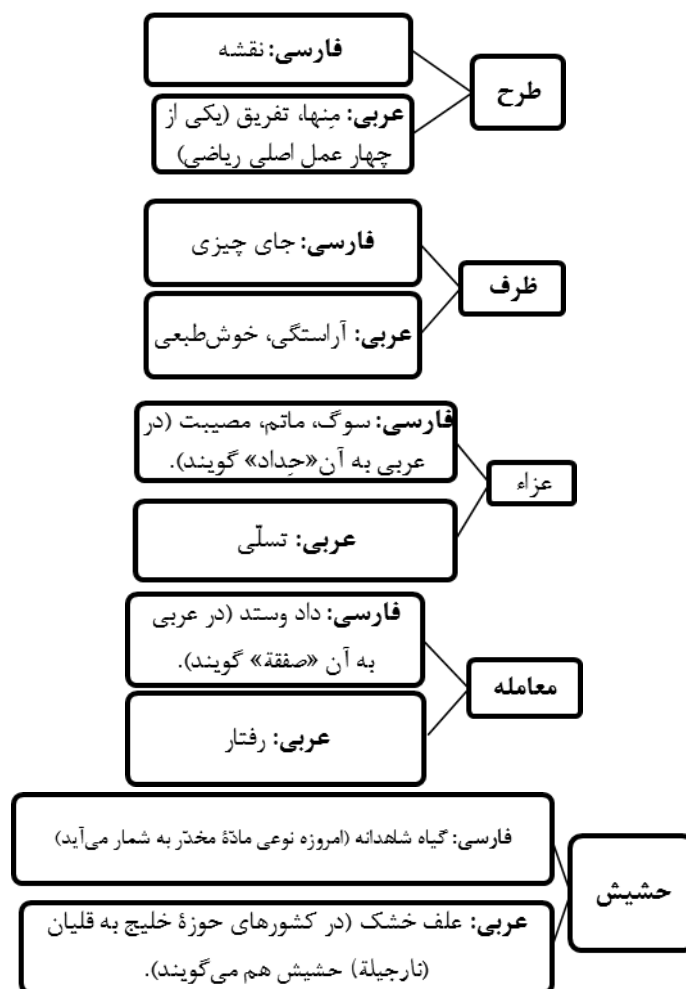 طرح
فارسی: نقشه
عربی: مِنها، تفریق (یکی از
چهار عمل اصلی ریاضی)
ظرف
فارسی: جای چیزی
عربی: آراستگی، خوش‌طبعی
عزاء
فارسی: سوگ، ماتم، مصیبت (در
عربی به آن «حِداد» گویند).
عربی: تسلّی
معامله
فارسی: داد وستد (در عربی
به آن «صفقة» گویند).
عربی: رفتار
حشیش
فارسی: گیاه شاهدانه (امروزه نوعی مادّۀ مخدّر به شمار می‌آید)
عربی: علف خشک (در کشورهای حوزۀ خلیج به قلیان
(نارجیلة) حشیش هم می‌گویند).